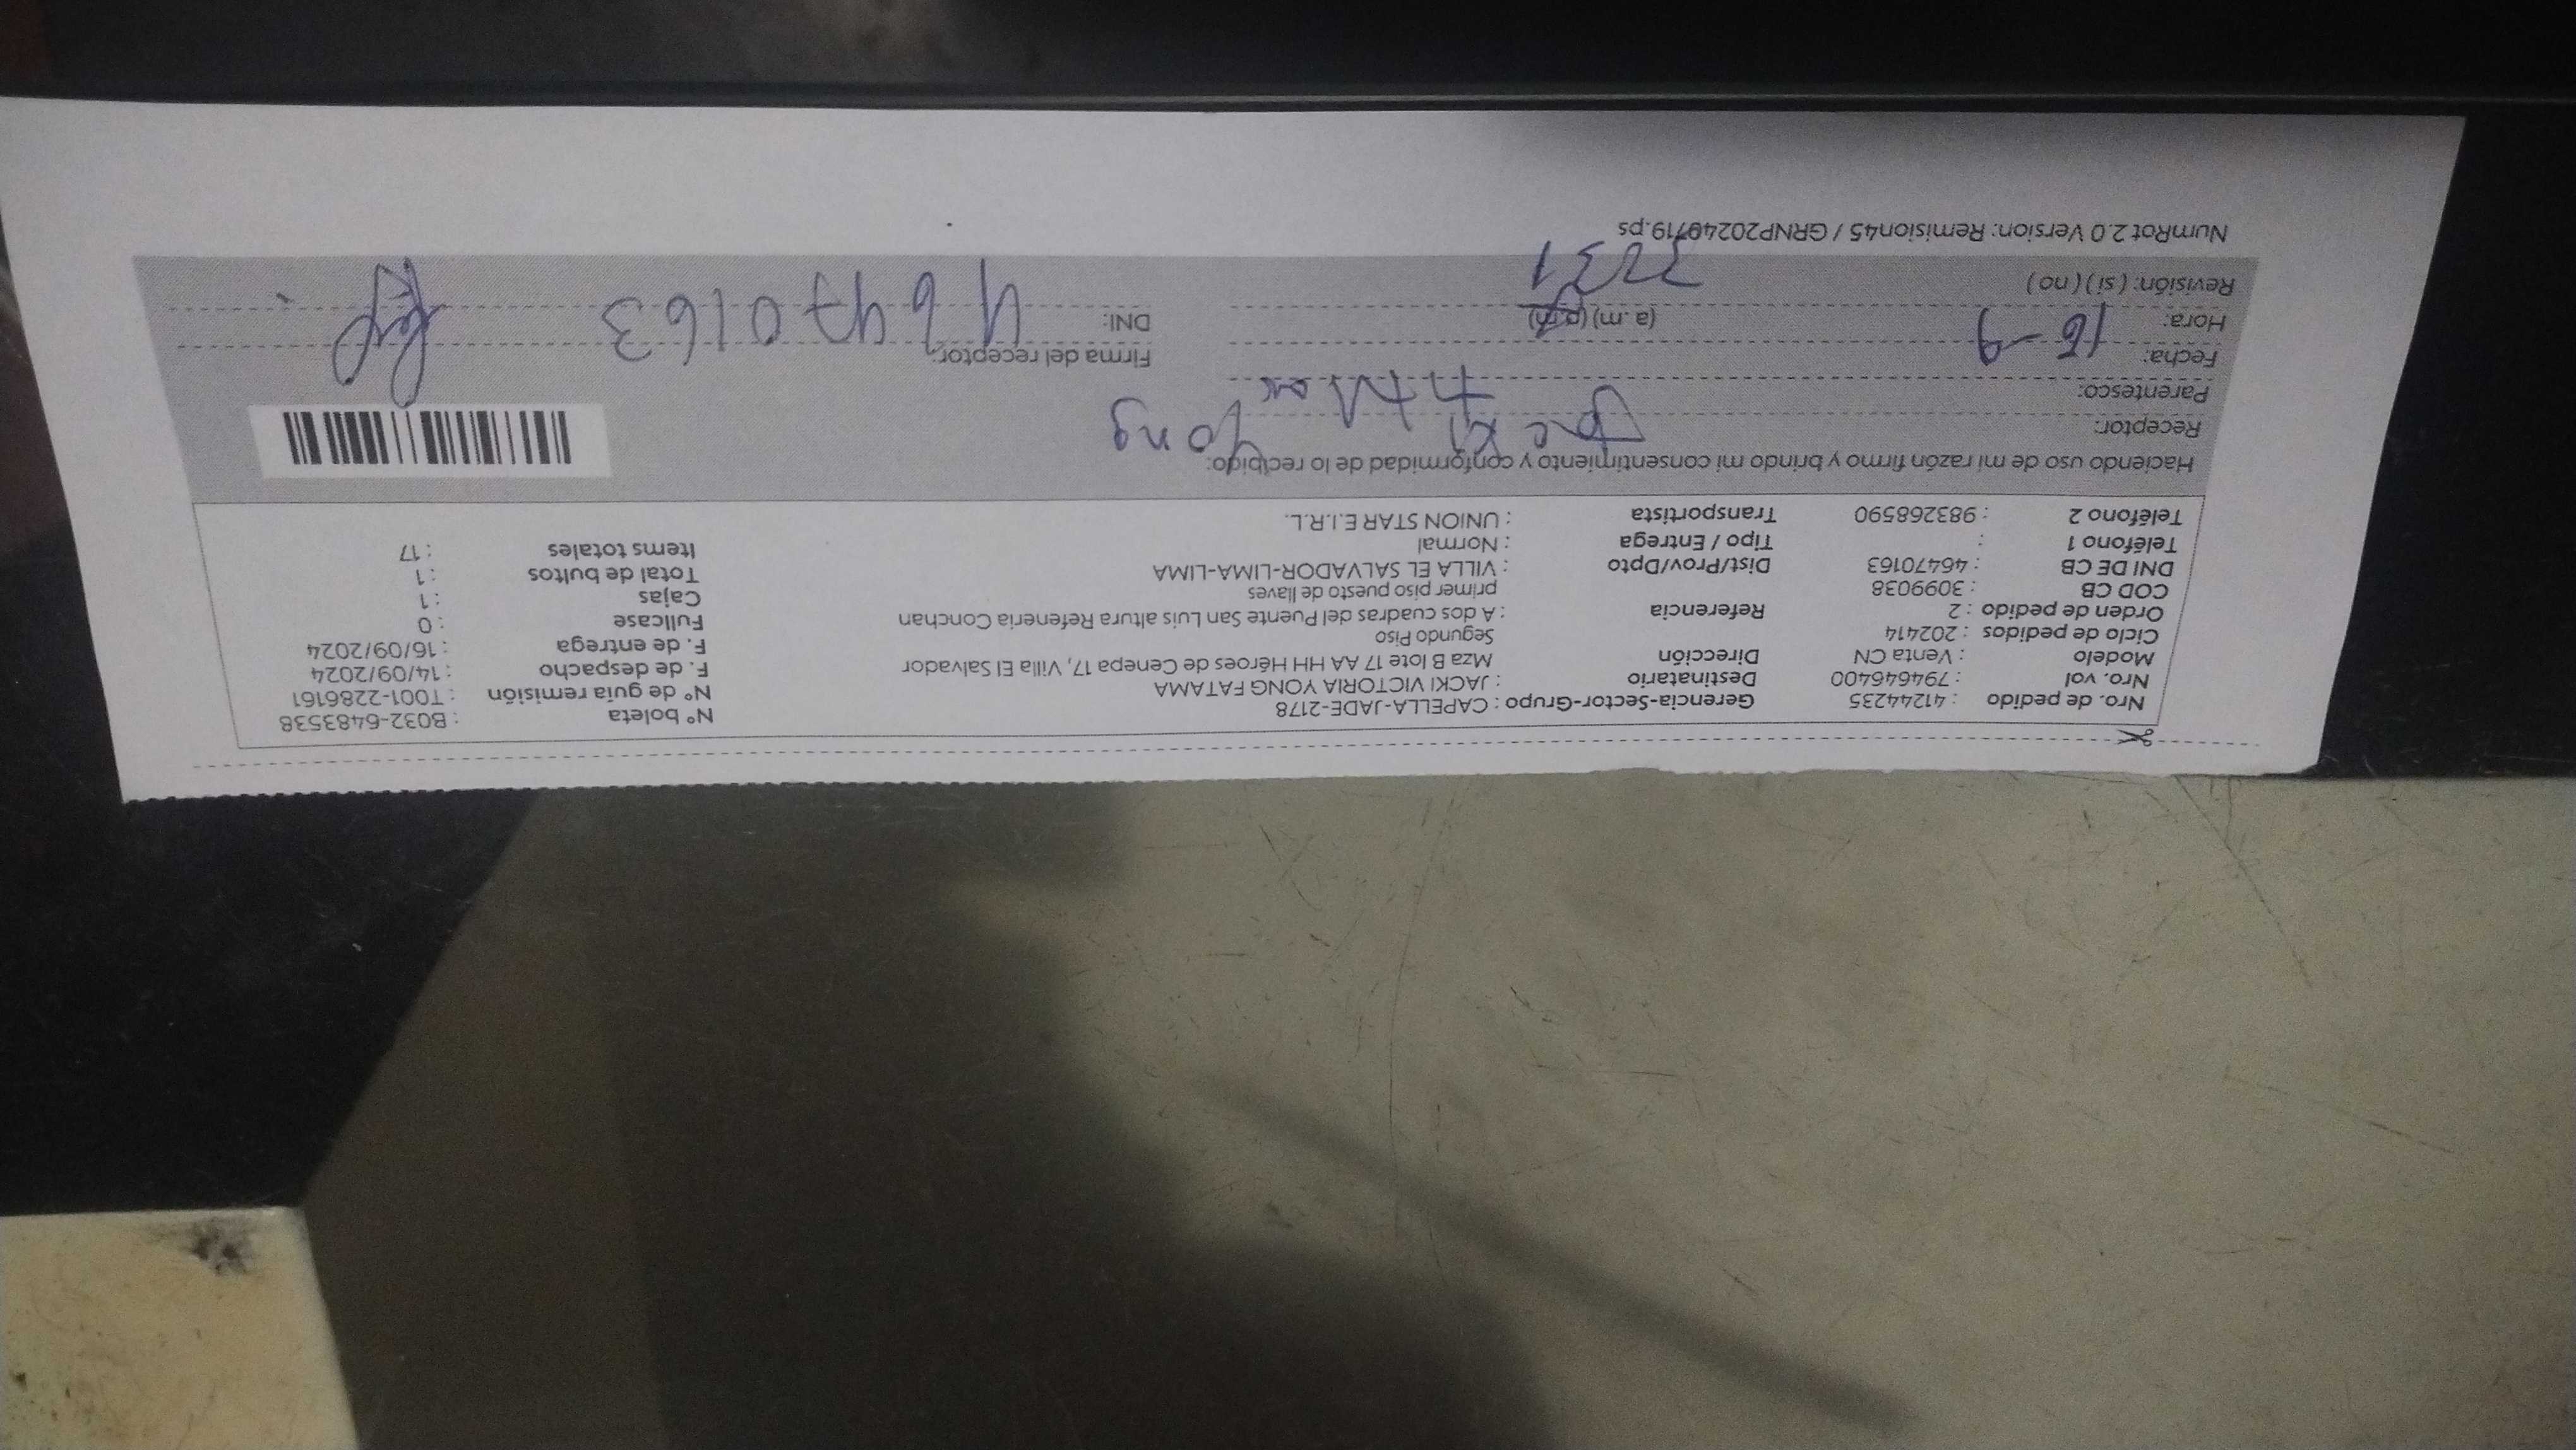 Nro. de pedido : 41244235 Gerencia-Sector-Grupo : CAPELLA-JADE-2178 N° boleta : B032-6483538
Nro. vol : 794646400 Destinatario : JACKI VICTORIA YONG FATAMA N° de guía remisión : T001-2286161
Modelo : Venta CN Dirección Mza B lote 17 AA HH Héroes de Cenepa 17, Villa El Salvador F. de despacho : 14/09/2024
Ciclo de pedidos : 202414 Segundo Piso F. de entrega : 16/09/2024
Orden de pedido : 2 Referencia : A dos cuadras del Puente San Luis altura Refeneria Conchan Fullcase : 0
COD CB : 3099038 primer piso puesto de llaves Cajas : 1
DNI DE CB : 46470163 Dist/Prov/Dpto : VILLA EL SALVADOR-LIMA-LIMA Total de bultos : 1
Teléfono 1 : Tipo / Entrega : Normal Items totales : 17
Teléfono 2 : 983268590 Transportista : UNION STAR E.I.R.L.
Haciendo uso de mi razón firmo y brindo mi consentimiento y conformidad de lo recibido:
Receptor: Yong
Parentesco:
Fecha: 16-9 Firma del receptor:
Hora: (a.m) (p.m) DNI: 46470163
Revisión: ( si ) ( no )
NumRot 2.0 Version: Remision45 / GRNP20240719.ps